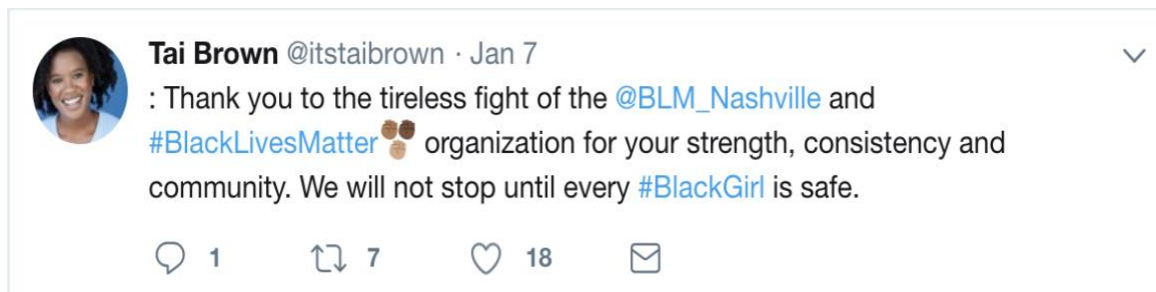 Tai Brown @itstaibrown · Jan 7
: Thank you to the tireless fight of the @BLM_Nashville and
#BlackLivesMatter organization for your strength, consistency and
community. We will not stop until every #BlackGirl is safe.
1 7 18